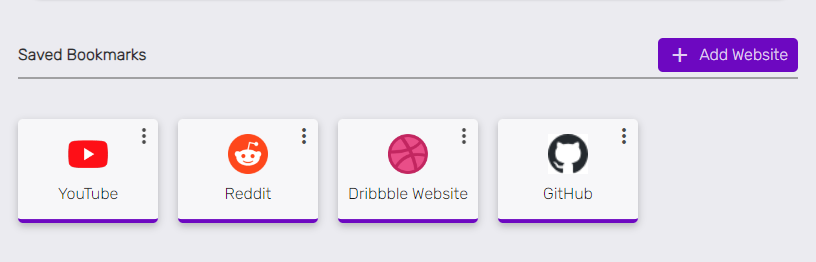 Saved Bookmarks
+ Add Website
YouTube
Reddit
Dribbble Website
GitHub